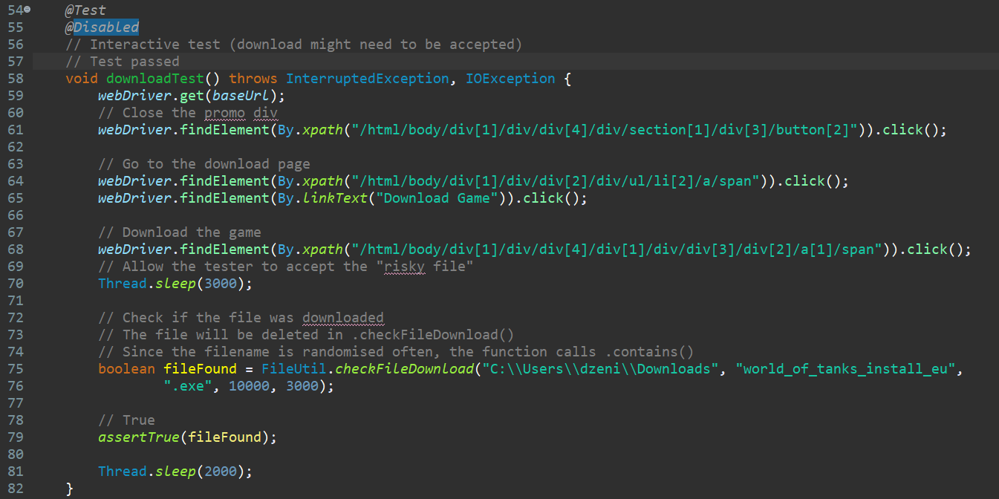 54 @Test
55 @Disabled
56 // Interactive test (download might need to be accepted)
57 // Test passed
58 void downloadTest() throws InterruptedException, IOException {
59 webDriver.get(baseUrl);
60 // Close the promo div
61 webDriver.findElement(By.xpath("/html/body/div[1]/div/div[4]/div/section[1]/div[3]/button[2]")).click();
62
63 // Go to the download page
64 webDriver.findElement(By.xpath("/html/body/div[1]/div/div[2]/div/ul/li[2]/a/span")).click();
65 webDriver.findElement(By.linkText("Download Game")).click();
66
67 // Download the game
68 webDriver.findElement(By.xpath("/html/body/div[1]/div/div[4]/div[1]/div/div[3]/div[2]/a[1]/span")).click();
69 // Allow the tester to accept the "risky file"
70 Thread.sleep(3000);
71
72 // Check if the file was downloaded
73 // The file will be deleted in .checkFileDownload()
74 // Since the filename is randomised often, the function calls .contains()
75 boolean fileFound = FileUtil.checkFileDownload("C:\\Users\\dzeni\\Downloads", "world_of_tanks_install_eu",
76 ".exe", 10000, 3000);
77
78 // True
79 assertTrue(fileFound);
80
81 Thread.sleep(2000);
82 }